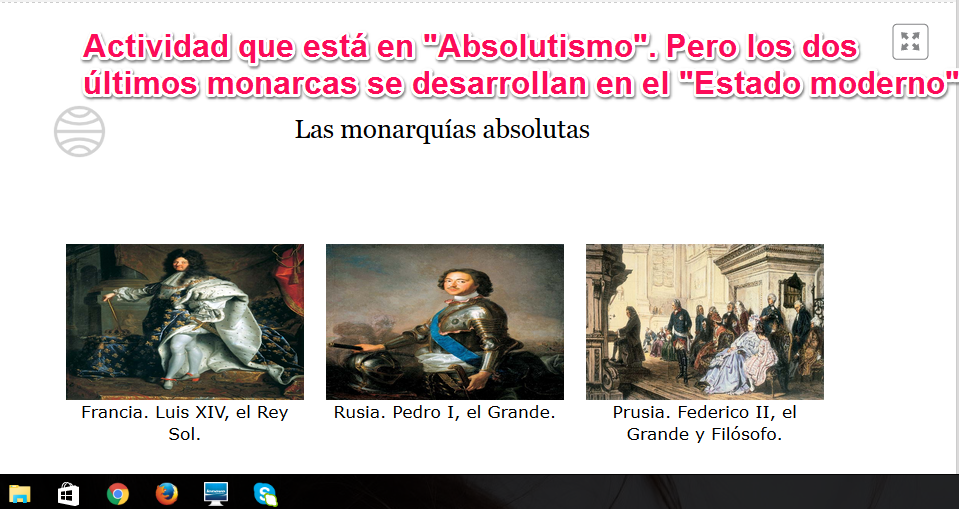 Actividad que está en "Absolutismo". Pero los dos
últimos monarcas se desarrollan en el "Estado moderno"
Las monarquías absolutas
Francia. Luis XIV, el Rey
Sol.
Rusia. Pedro I, el Grande.
Prusia. Federico II, el
Grande y Filósofo.